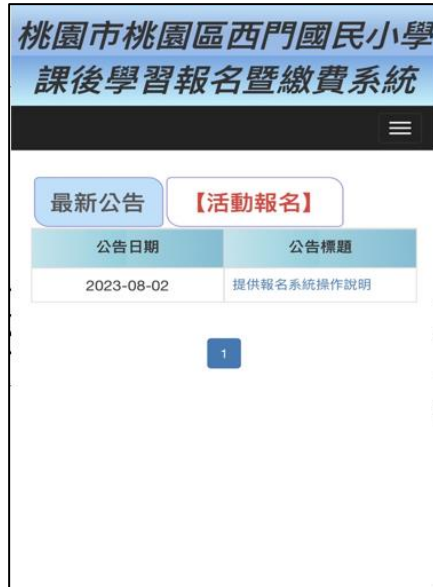 桃園市桃園區西門國民小學
課後學習報名暨繳費系統
最新公告 【活動報名】
公告日期 公告標題
2023-08-02 提供報名系統操作說明
1